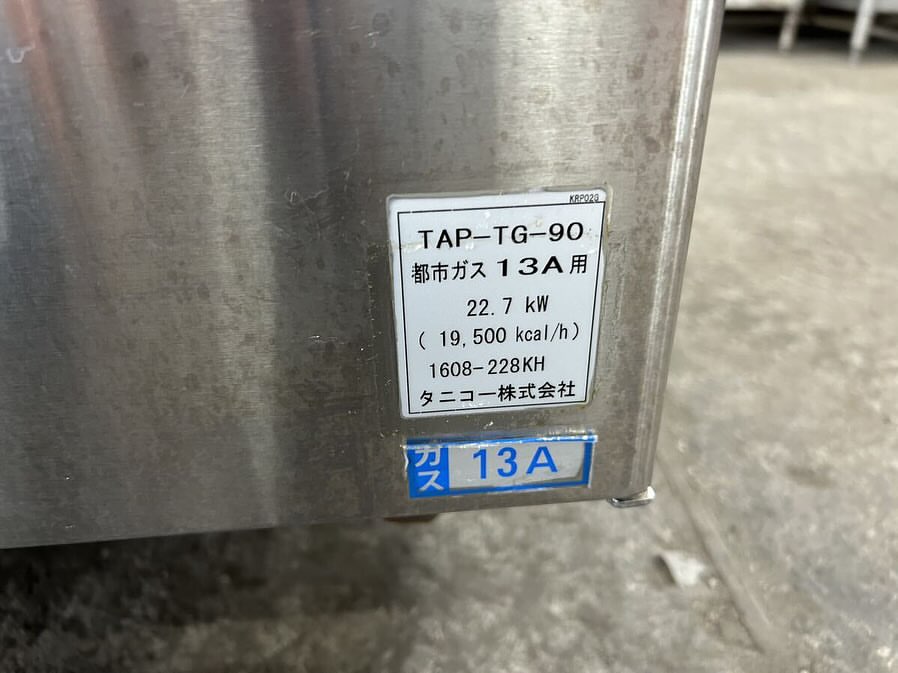 KRP02G
TAP-TG-90
都市ガス 13A用
22.7 kW
( 19,500 kcal/h)
1608-228KH
タニコー株式会社
ガス 13A